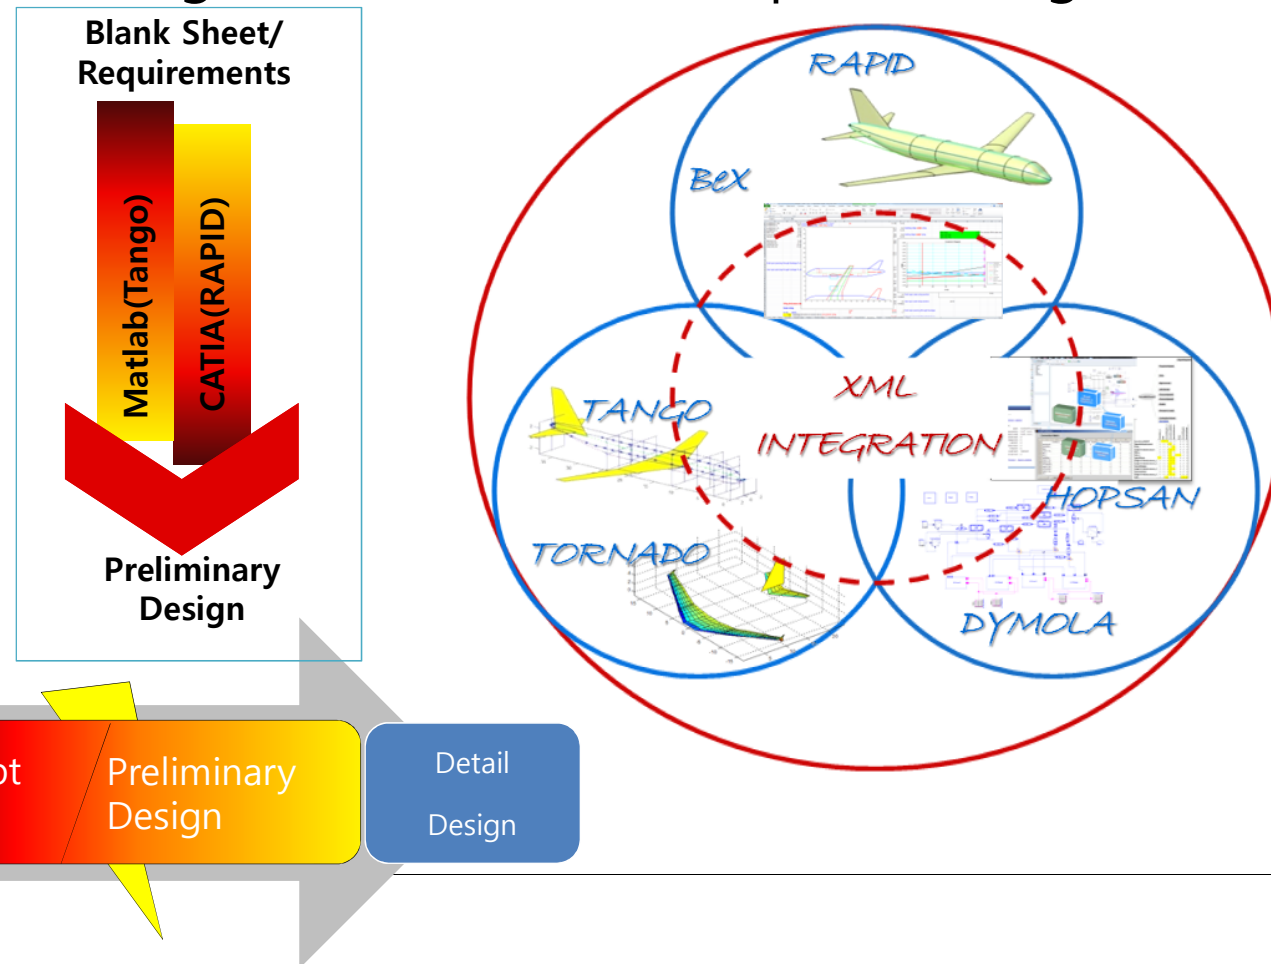 Blank Sheet/
Requirements
Matlab(Tango)
CATIA(RAPID)
Preliminary
Design
Preliminary
Design
Detail
Design
RAPID
BeX
XML
INTEGRATION
TANGO
TORNADO
HOPSAN
DYMOLA